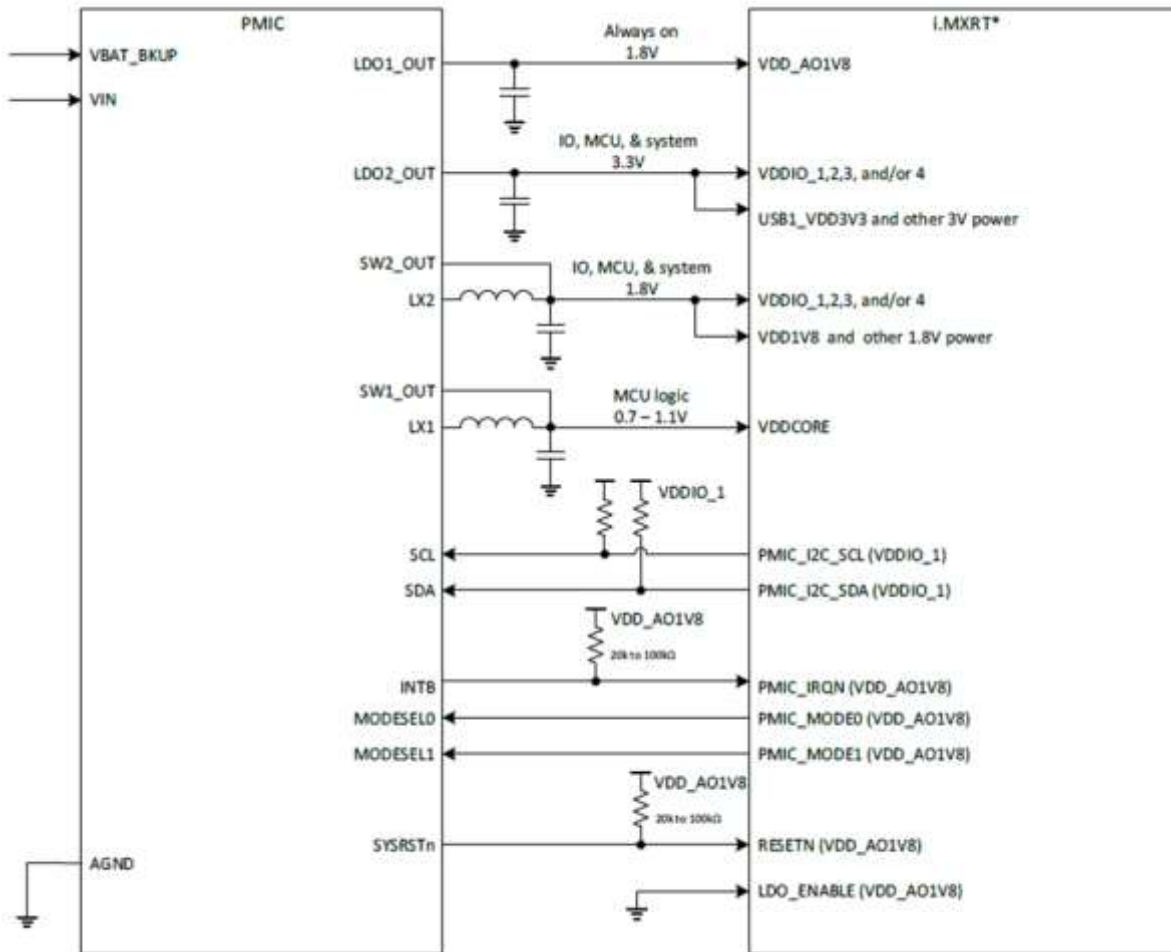 PMIC
i.MXRT*
VBAT_BKUP
VIN
LDO1_OUT
Always on
1.8V
VDD_AO1V8
LDO2_OUT
IO, MCU, & system
3.3V
VDDIO_1,2,3, and/or 4
USB1_VDD3V3 and other 3V power
SW2_OUT
LX2
IO, MCU, & system
1.8V
VDDIO_1,2,3, and/or 4
VDD1V8 and other 1.8V power
SW1_OUT
LX1
MCU logic
0.7 – 1.1V
VDDCORE
VDDIO_1
SCL
PMIC_I2C_SCL (VDDIO_1)
SDA
PMIC_I2C_SDA (VDDIO_1)
VDD_AO1V8
20k to 100kΩ
INTB
PMIC_IRQN (VDD_AO1V8)
MODESEL0
PMIC_MODE0 (VDD_AO1V8)
MODESEL1
PMIC_MODE1 (VDD_AO1V8)
VDD_AO1V8
20k to 100kΩ
SYSRSTn
RESETN (VDD_AO1V8)
AGND
LDO_ENABLE (VDD_AO1V8)